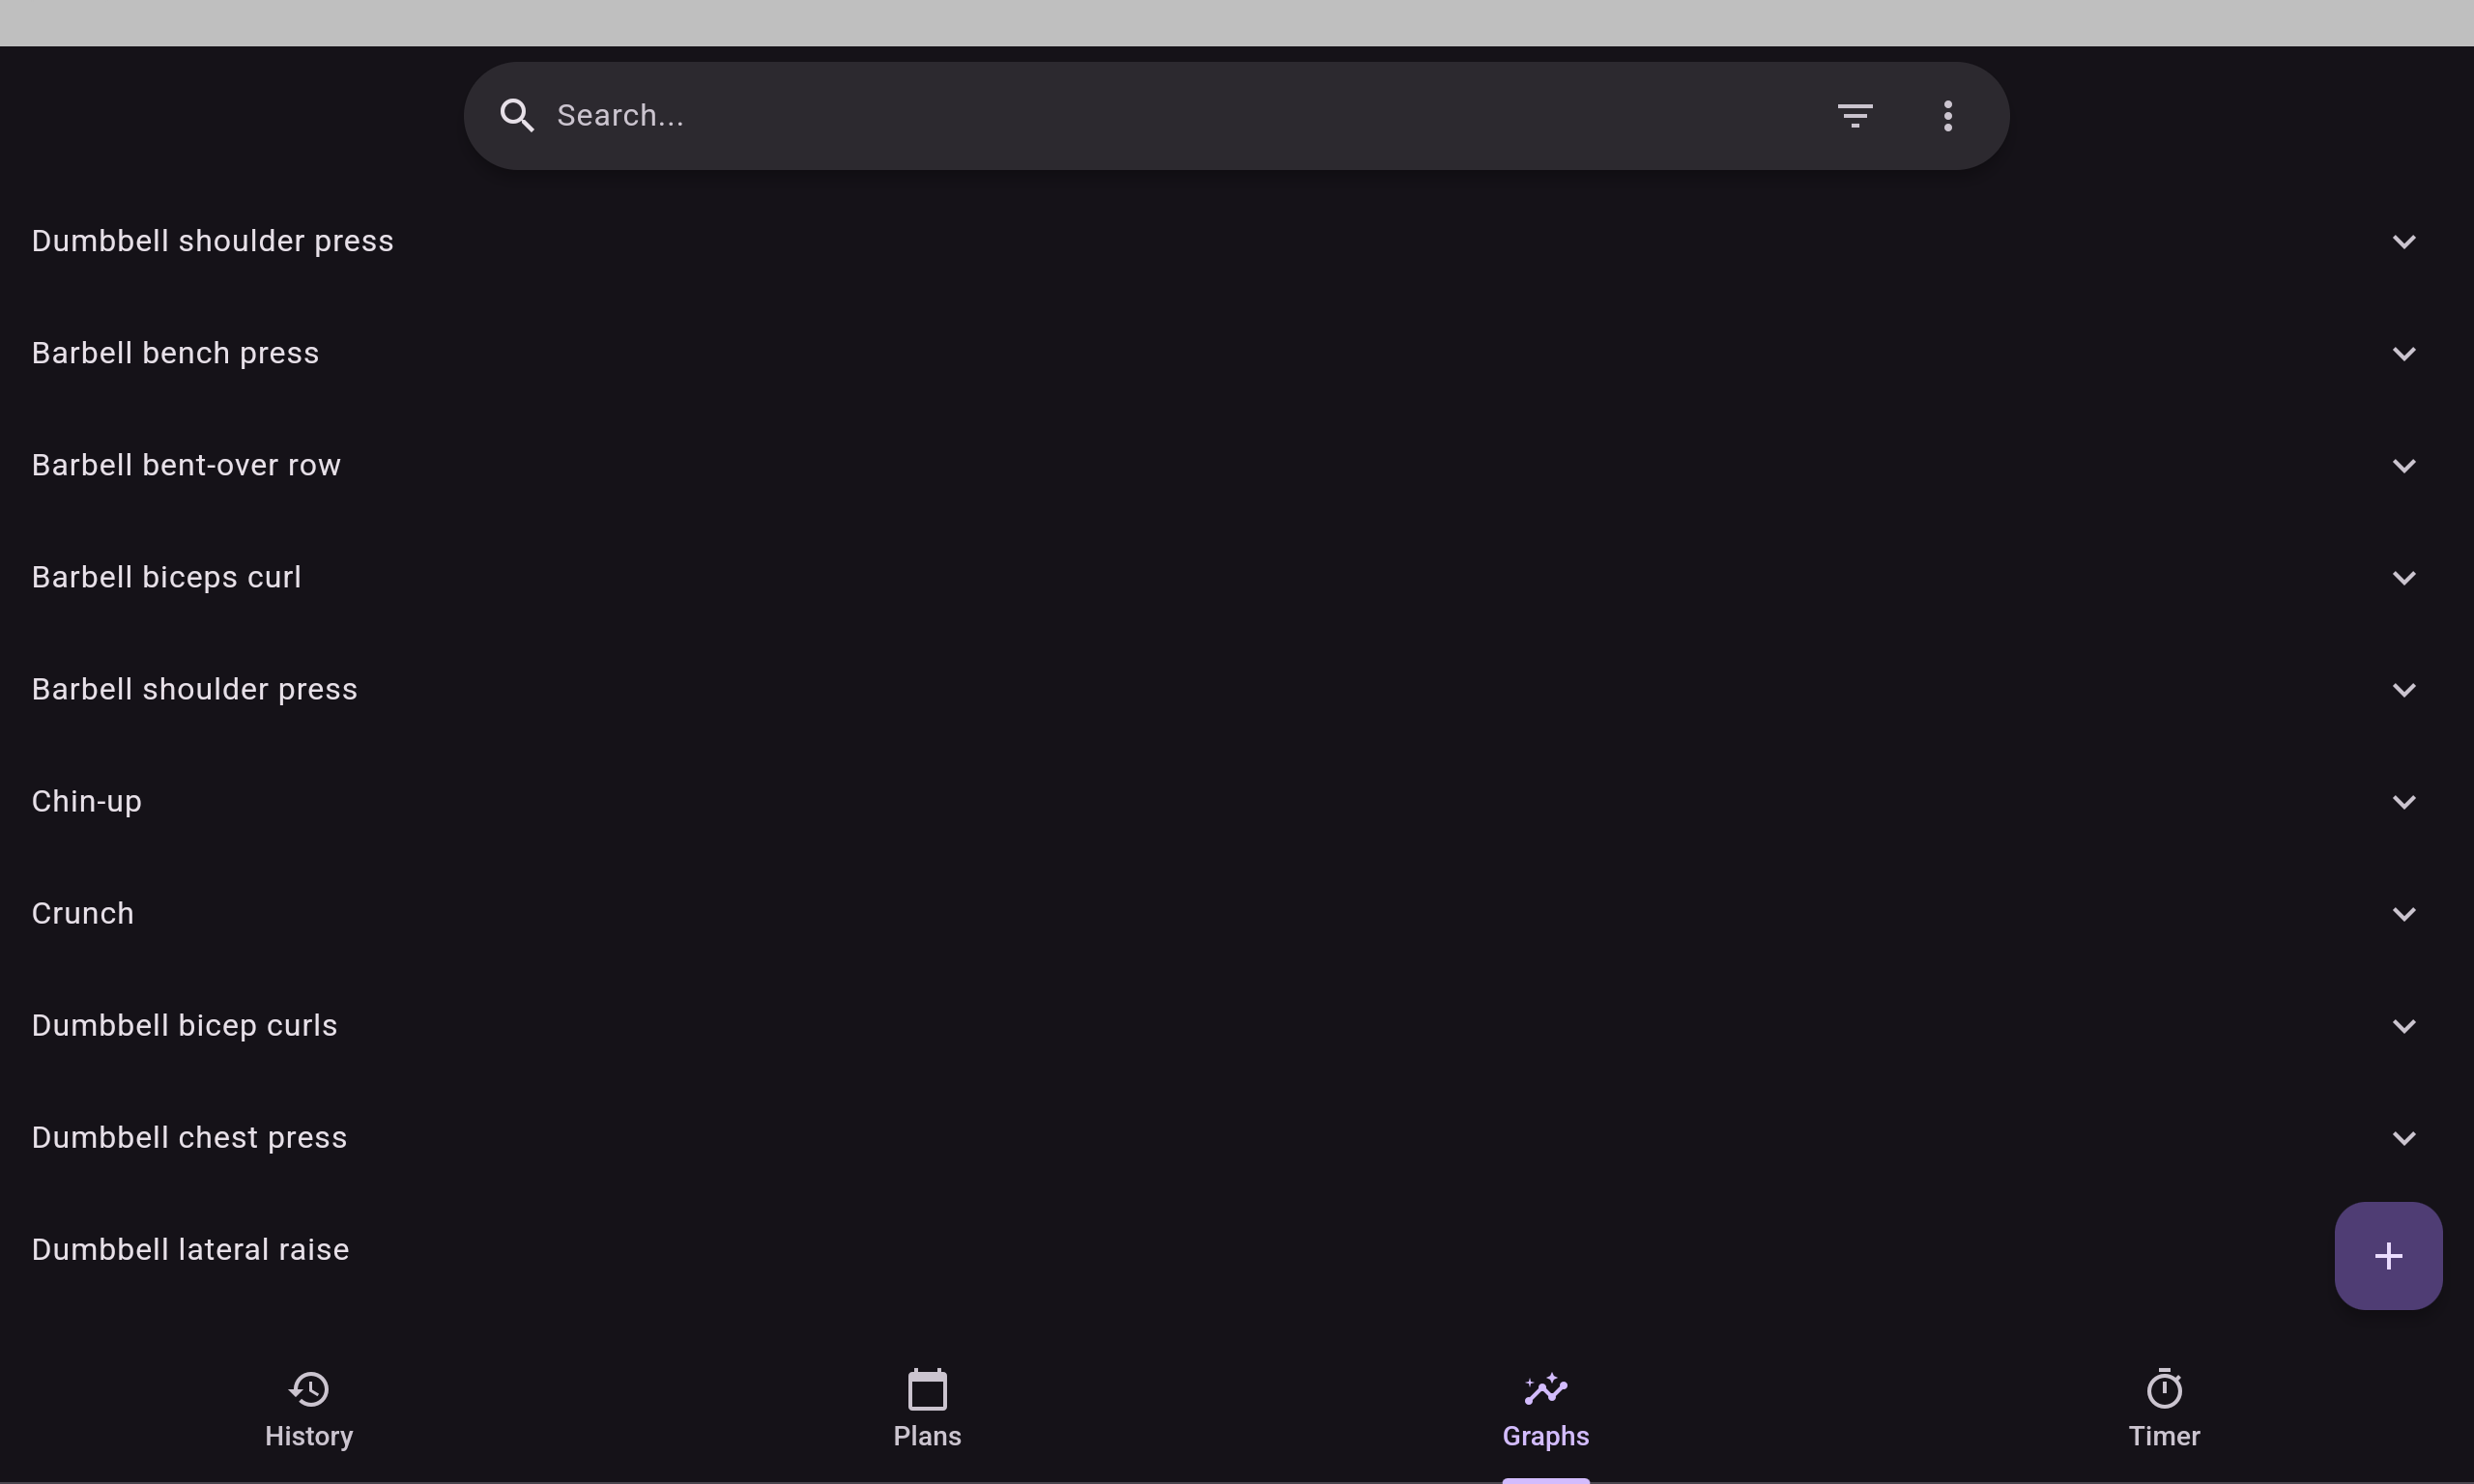 Search...
Dumbbell shoulder press
Barbell bench press
Barbell bent-over row
Barbell biceps curl
Barbell shoulder press
Chin-up
Crunch
Dumbbell bicep curls
Dumbbell chest press
Dumbbell lateral raise
History
Plans
Graphs
Timer